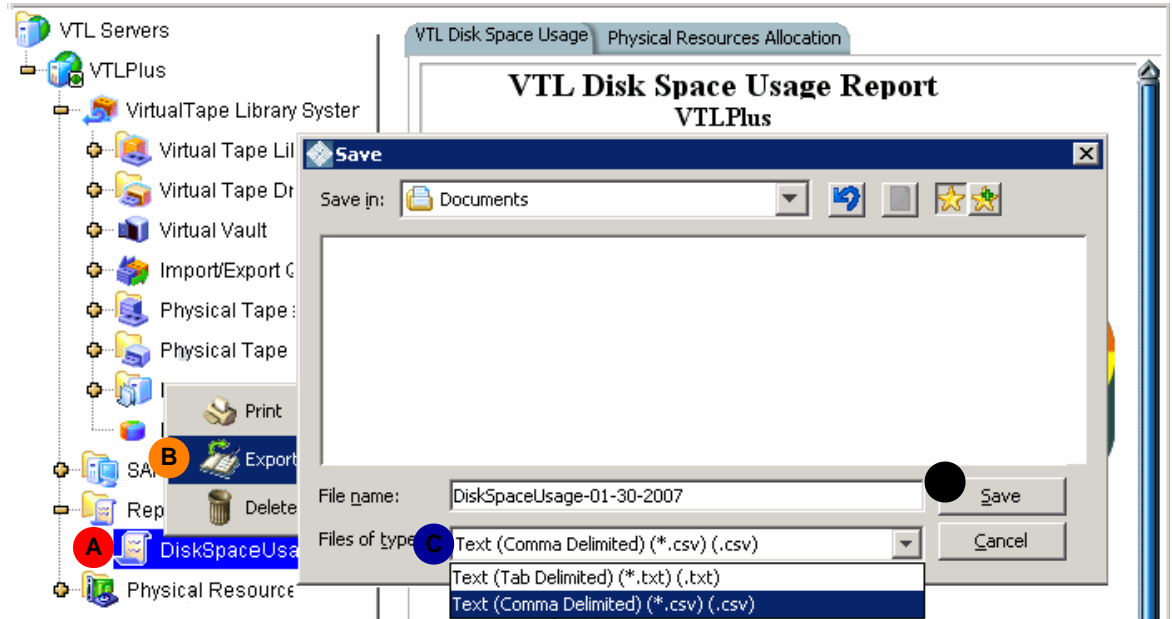 VTL Servers
VTLPlus
VirtualTape Library Syster
Virtual Tape Lil
Virtual Tape Dr
Virtual Vault
Import/Export
Physical Tape
Physical Tape
Print
B
Export
Delete
SA
Rep
A
DiskSpaceUsa
Physical Resource
VTL Disk Space Usage
Physical Resources Allocation
VTL Disk Space Usage Report
VTLPlus
Save
Save in:
Documents
File name:
DiskSpaceUsage-01-30-2007
Save
Files of type
C
Text (Comma Delimited) (*.csv) (.csv)
Cancel
Text (Tab Delimited) (*.txt) (.txt)
Text (Comma Delimited) (*.csv) (.csv)